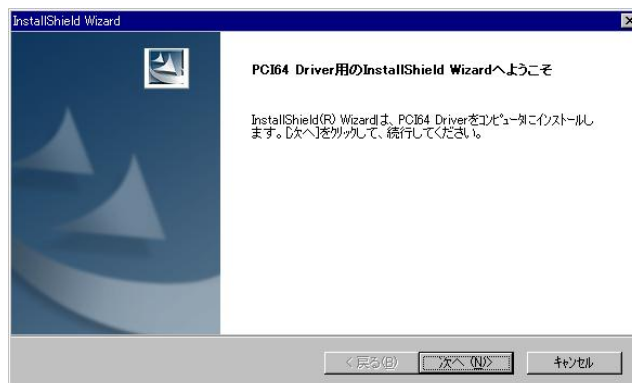 InstallShield Wizard
PCI64 Driver用のInstallShield Wizardへようこそ
InstallShield(R) Wizardは、PCI64 Driverをコンピュータにインストールし
ます。[次へ]をクリックして、続行してください。
< 戻る(B)
次へ (N)>
キャンセル